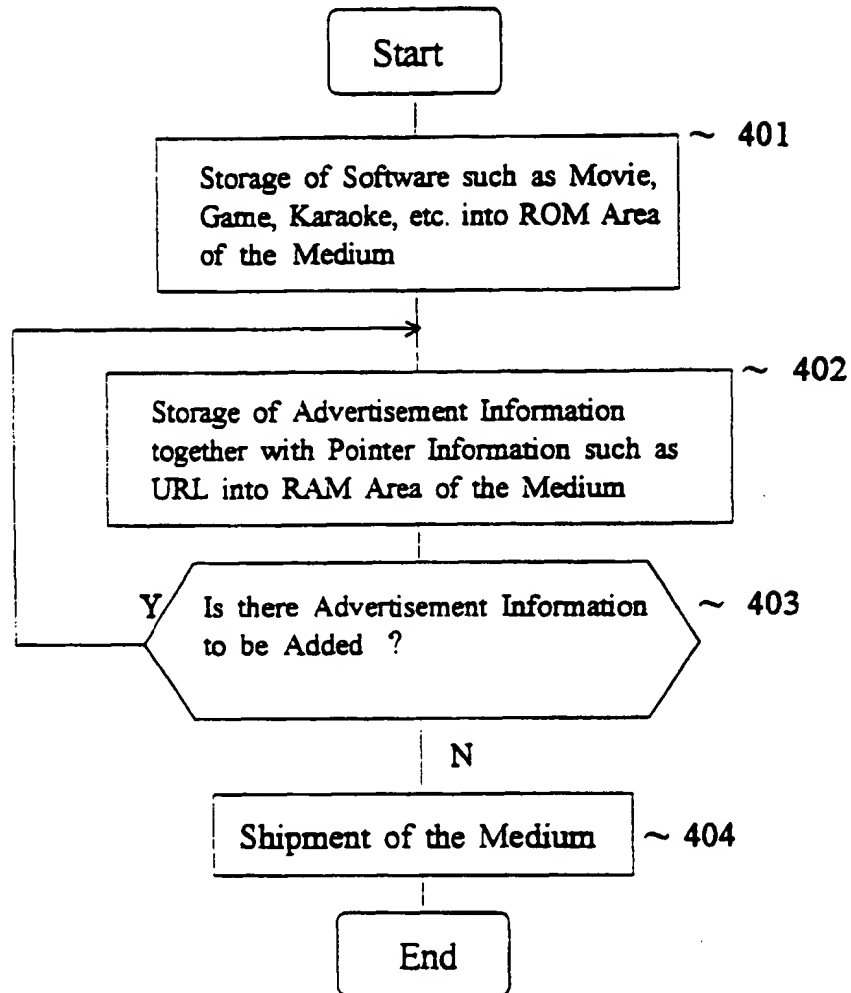 Start
~ 401
Storage of Software such as Movie,
Game, Karaoke, etc. into ROM Area
of the Medium
~ 402
Storage of Advertisement Information
together with Pointer Information such as
URL into RAM Area of the Medium
Y
Is there Advertisement Information
to be Added ?
~ 403
N
Shipment of the Medium
~ 404
End